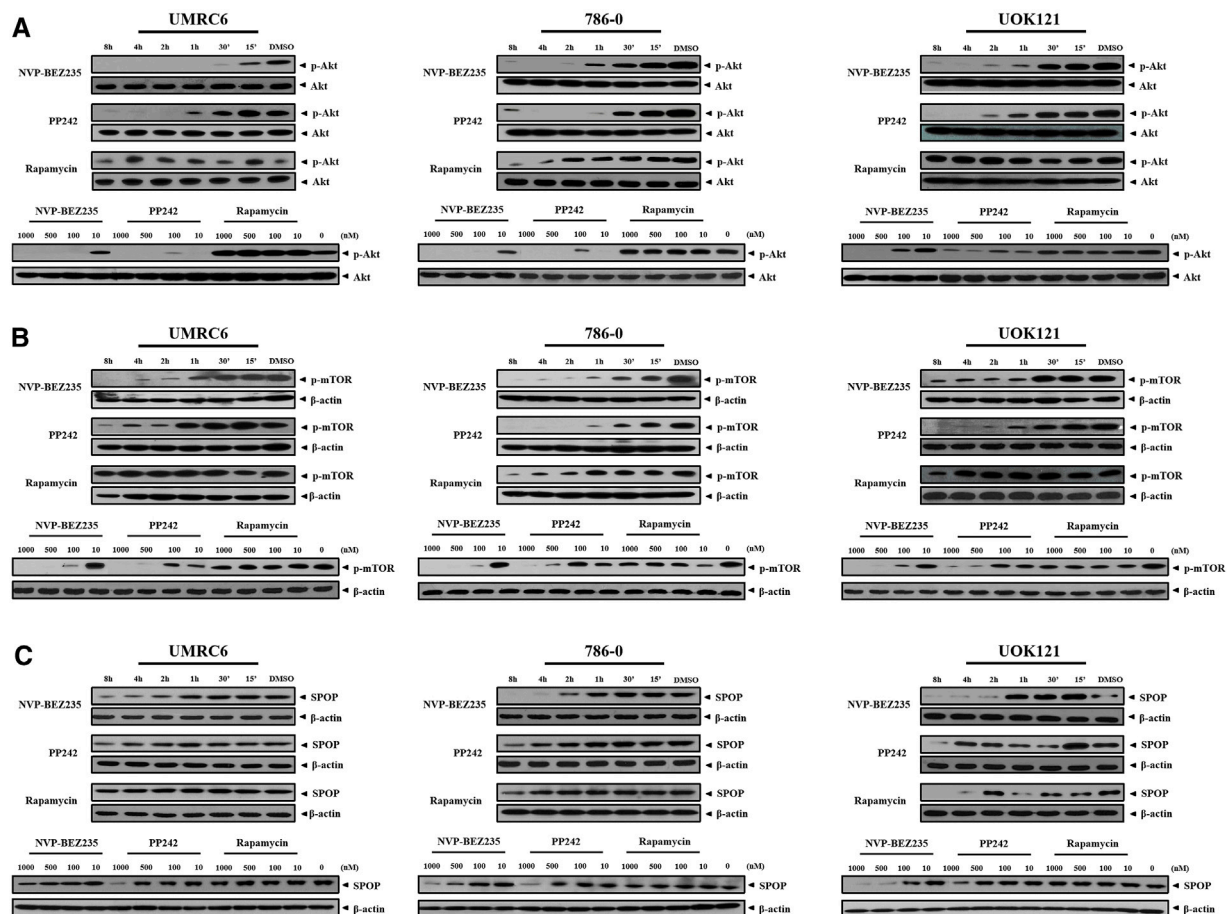 A
UMRC6 786-0 UOK121
8h 4h 2h 1h 30' 15' DMSO 8h 4h 2h 1h 30' 15' DMSO 8h 4h 2h 1h 30' 15' DMSO
NVP-BEZ235 p-Akt NVP-BEZ235 p-Akt NVP-BEZ235 p-Akt
Akt Akt Akt
PP242 p-Akt PP242 p-Akt PP242 p-Akt
Akt Akt Akt
Rapamycin p-Akt Rapamycin p-Akt Rapamycin p-Akt
Akt Akt Akt
NVP-BEZ235 PP242 Rapamycin NVP-BEZ235 PP242 Rapamycin NVP-BEZ235 PP242 Rapamycin
1000 500 100 10 1000 500 100 10 1000 500 100 10 0 (nM) 1000 500 100 10 1000 500 100 10 1000 500 100 10 0 (nM) 1000 500 100 10 1000 500 100 10 1000 500 100 10 0 (nM)
p-Akt p-Akt p-Akt
Akt Akt Akt
B
UMRC6 786-0 UOK121
8h 4h 2h 1h 30' 15' DMSO 8h 4h 2h 1h 30' 15' DMSO 8h 4h 2h 1h 30' 15' DMSO
NVP-BEZ235 p-mTOR NVP-BEZ235 p-mTOR NVP-BEZ235 p-mTOR
β-actin β-actin β-actin
PP242 p-mTOR PP242 p-mTOR PP242 p-mTOR
β-actin β-actin β-actin
Rapamycin p-mTOR Rapamycin p-mTOR Rapamycin p-mTOR
β-actin β-actin β-actin
NVP-BEZ235 PP242 Rapamycin NVP-BEZ235 PP242 Rapamycin NVP-BEZ235 PP242 Rapamycin
1000 500 100 10 1000 500 100 10 1000 500 100 10 0 (nM) 1000 500 100 10 1000 500 100 10 1000 500 100 10 0 (nM) 1000 500 100 10 1000 500 100 10 1000 500 100 10 0 (nM)
p-mTOR p-mTOR p-mTOR
β-actin β-actin β-actin
C
UMRC6 786-0 UOK121
8h 4h 2h 1h 30' 15' DMSO 8h 4h 2h 1h 30' 15' DMSO 8h 4h 2h 1h 30' 15' DMSO
NVP-BEZ235 SPOP NVP-BEZ235 SPOP NVP-BEZ235 SPOP
β-actin β-actin β-actin
PP242 SPOP PP242 SPOP PP242 SPOP
β-actin β-actin β-actin
Rapamycin SPOP Rapamycin SPOP Rapamycin SPOP
β-actin β-actin β-actin
NVP-BEZ235 PP242 Rapamycin NVP-BEZ235 PP242 Rapamycin NVP-BEZ235 PP242 Rapamycin
1000 500 100 10 1000 500 100 10 1000 500 100 10 0 (nM) 1000 500 100 10 1000 500 100 10 1000 500 100 10 0 (nM) 1000 500 100 10 1000 500 100 10 1000 500 100 10 0 (nM)
SPOP SPOP SPOP
β-actin β-actin β-actin